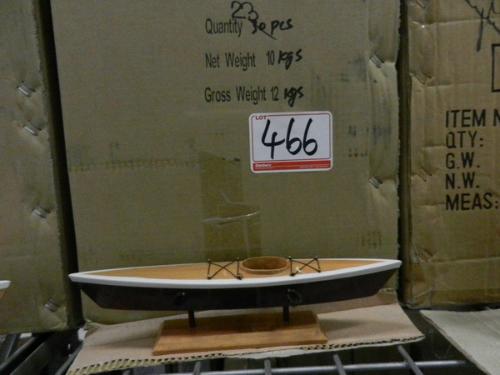 23
Quantity 30 pcs
Net Weight 10 kgs
Gross Weight 12 kgs
LOT
466
ITEM N
QTY:
G.W.
N.W.
MEAS: